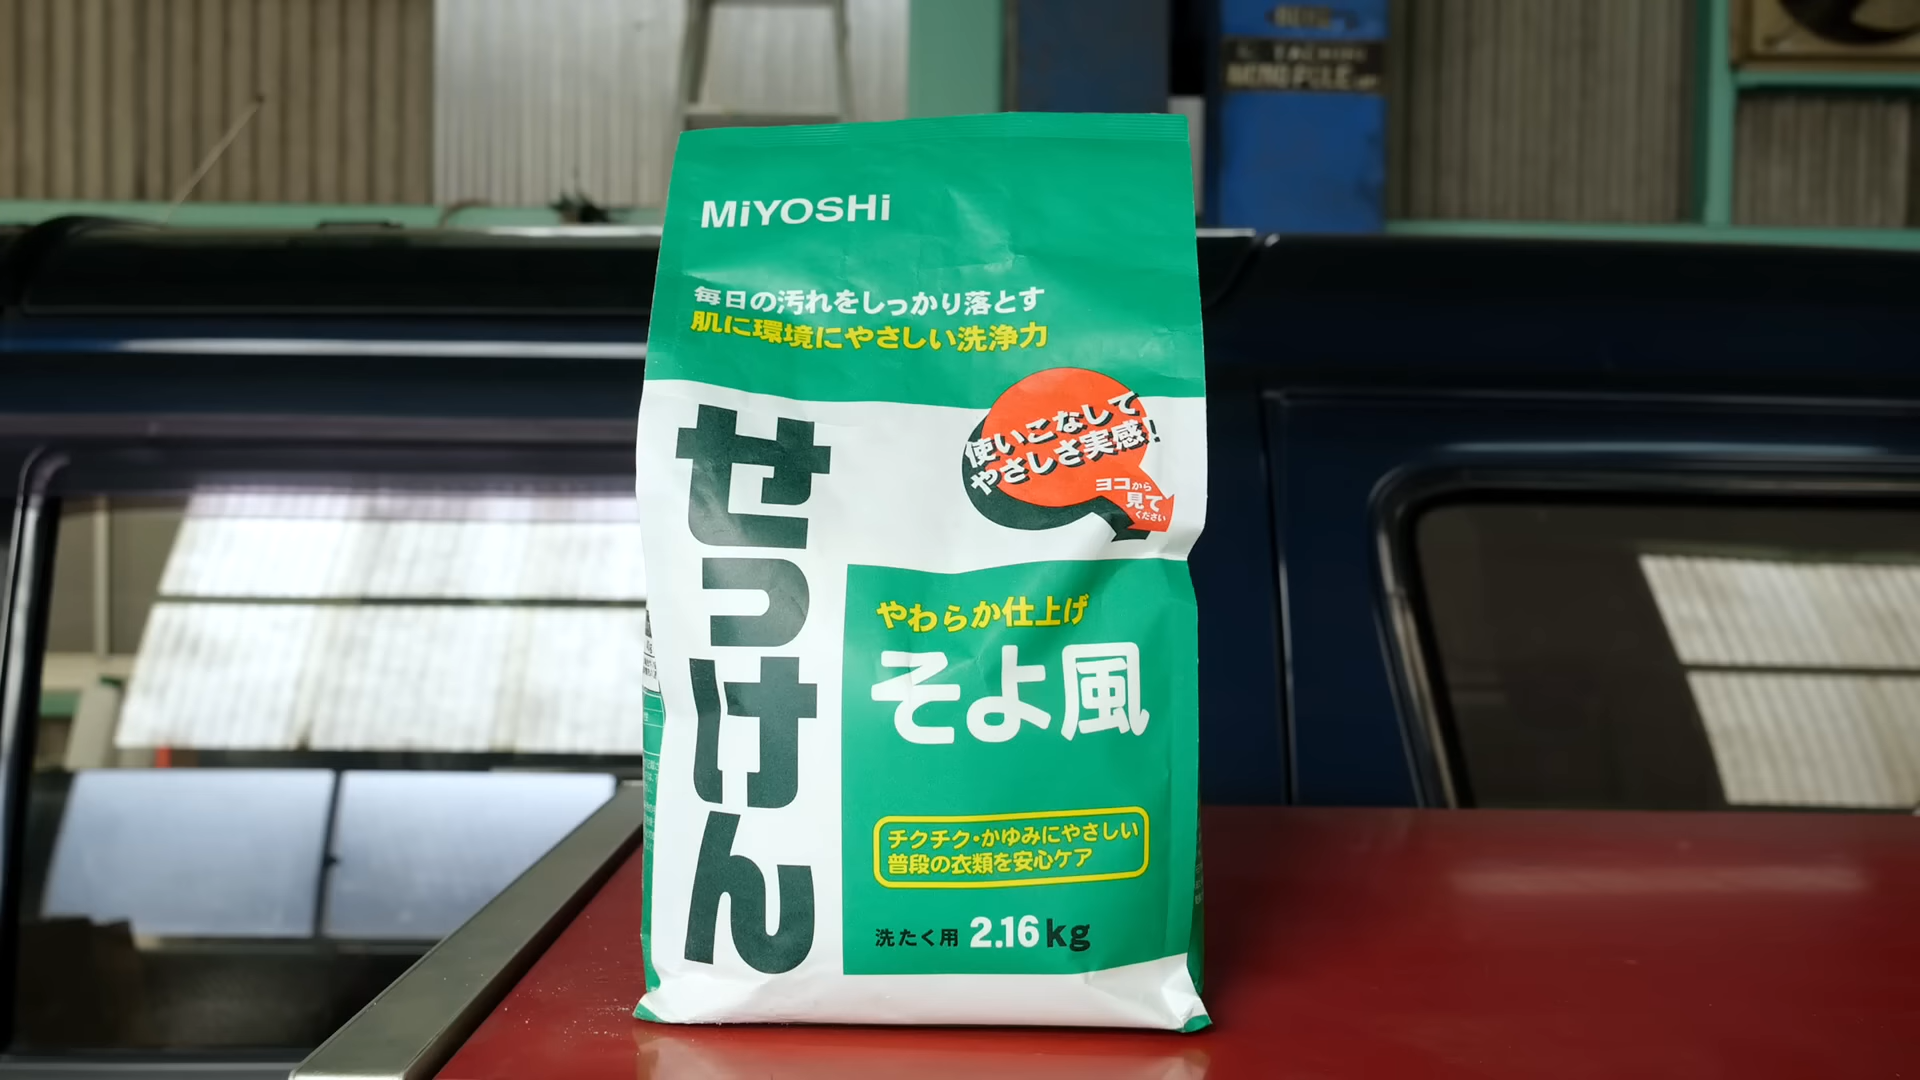 MiYOSHi
毎日の汚れをしっかり落とす
肌に環境にやさしい洗浄力
使いこなして
やさしさ実感!
ヨコから
見て
ください
せっけん
やわらか仕上げ
そよ風
チクチク・かゆみにやさしい
普段の衣類を安心ケア
洗たく用 2.16kg